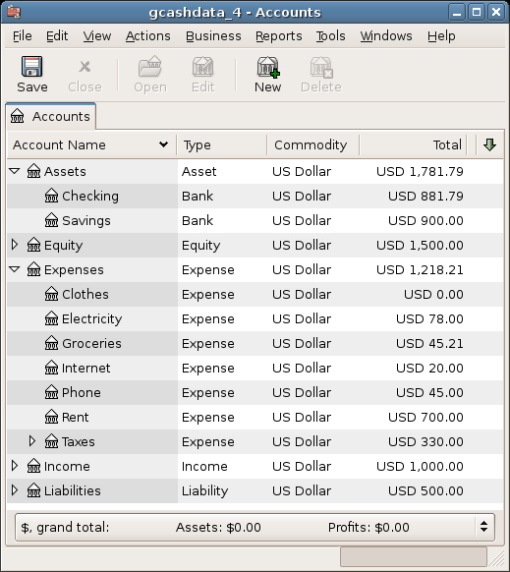 gcashdata_4 - Accounts
File Edit View Actions Business Reports Tools Windows Help
Save Close Open Edit New Delete
Accounts
Account Name Type Commodity Total
Assets Asset US Dollar USD 1,781.79
Checking Bank US Dollar USD 881.79
Savings Bank US Dollar USD 900.00
Equity Equity US Dollar USD 1,500.00
Expenses Expense US Dollar USD 1,218.21
Clothes Expense US Dollar USD 0.00
Electricity Expense US Dollar USD 78.00
Groceries Expense US Dollar USD 45.21
Internet Expense US Dollar USD 20.00
Phone Expense US Dollar USD 45.00
Rent Expense US Dollar USD 700.00
Taxes Expense US Dollar USD 330.00
Income Income US Dollar USD 1,000.00
Liabilities Liability US Dollar USD 500.00
$, grand total: Assets: $0.00 Profits: $0.00